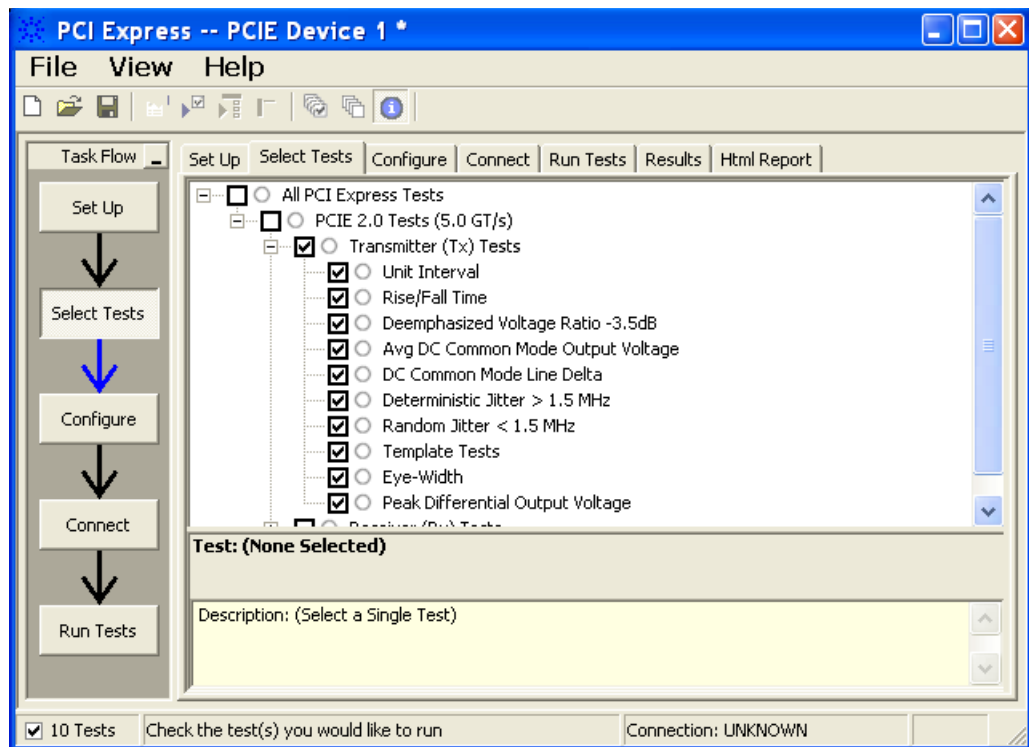 PCI Express -- PCIE Device 1 *
File View Help
Task Flow
Set Up
Select Tests
Configure
Connect
Run Tests
Set Up Select Tests Configure Connect Run Tests Results Html Report
All PCI Express Tests
PCIE 2.0 Tests (5.0 GT/s)
Transmitter (Tx) Tests
Unit Interval
Rise/Fall Time
Deemphasized Voltage Ratio -3.5dB
Avg DC Common Mode Output Voltage
DC Common Mode Line Delta
Deterministic Jitter > 1.5 MHz
Random Jitter < 1.5 MHz
Template Tests
Eye-Width
Peak Differential Output Voltage
Receiver (Rx) Tests
Test: (None Selected)
Description: (Select a Single Test)
10 Tests Check the test(s) you would like to run Connection: UNKNOWN